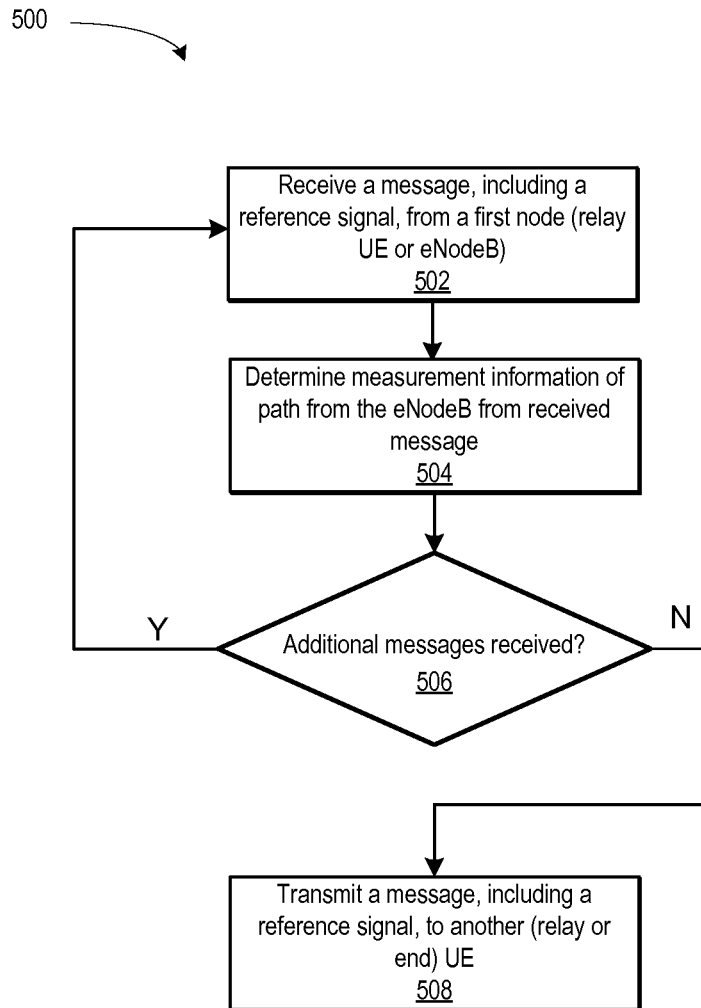 500
Receive a message, including a
reference signal, from a first node (relay
UE or eNodeB)
502
Determine measurement information of
path from the eNodeB from received
message
504
Y
N
Additional messages received?
506
Transmit a message, including a
reference signal, to another (relay or
end) UE
508